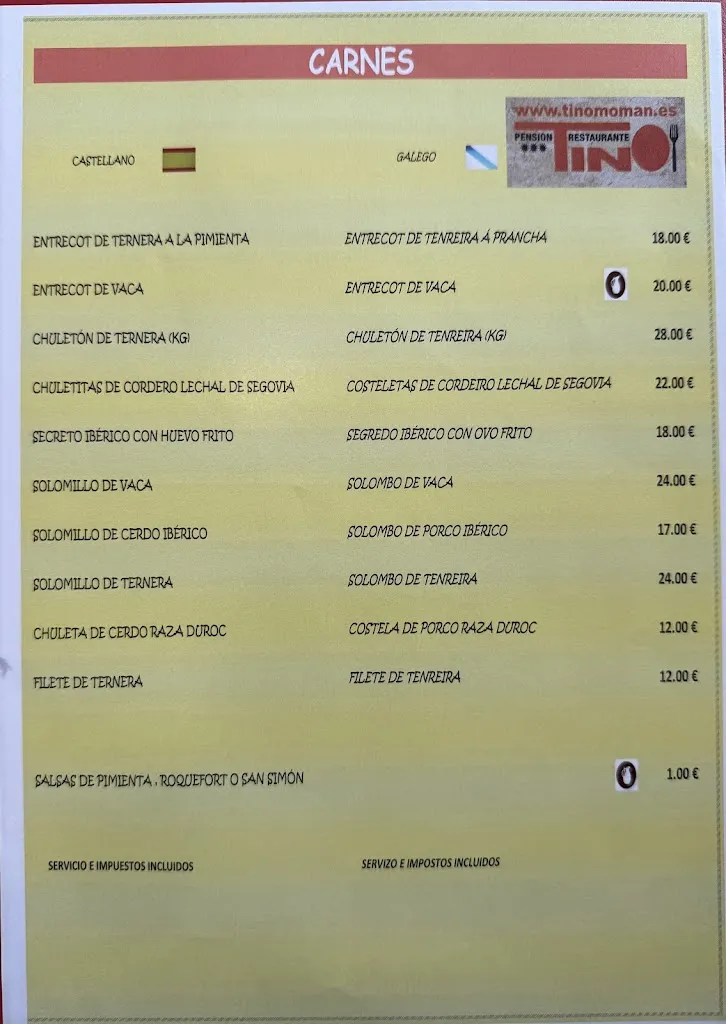 CARNES
www.tinomoman.es
PENSIÓN RESTAURANTE
TINO
CASTELLANO GALEGO
ENTRECOT DE TERNERA A LA PIMIENTA ENTRECOT DE TENREIRA Á PRANCHA 18.00 €
ENTRECOT DE VACA ENTRECOT DE VACA 20.00 €
CHULETÓN DE TERNERA (KG) CHULETÓN DE TENREIRA (KG) 28.00 €
CHULETITAS DE CORDERO LECHAL DE SEGOVIA COSTELETAS DE CORDEIRO LECHAL DE SEGOVIA 22.00 €
SECRETO IBÉRICO CON HUEVO FRITO SEGREDO IBÉRICO CON OVO FRITO 18.00 €
SOLOMILLO DE VACA SOLOMBO DE VACA 24.00 €
SOLOMILLO DE CERDO IBÉRICO SOLOMBO DE PORCO IBÉRICO 17.00 €
SOLOMILLO DE TERNERA SOLOMBO DE TENREIRA 24.00 €
CHULETA DE CERDO RAZA DUROC COSTELA DE PORCO RAZA DUROC 12.00 €
FILETE DE TERNERA FILETE DE TENREIRA 12.00 €
SALSAS DE PIMIENTA , ROQUEFORT O SAN SIMÓN 1.00 €
SERVICIO E IMPUESTOS INCLUIDOS SERVIZO E IMPOSTOS INCLUIDOS